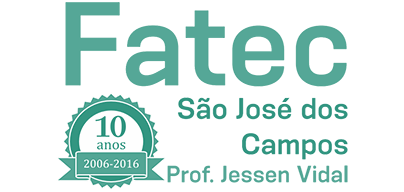 Fatec
São José dos
Campos
Prof. Jessen Vidal
10
anos
2006-2016